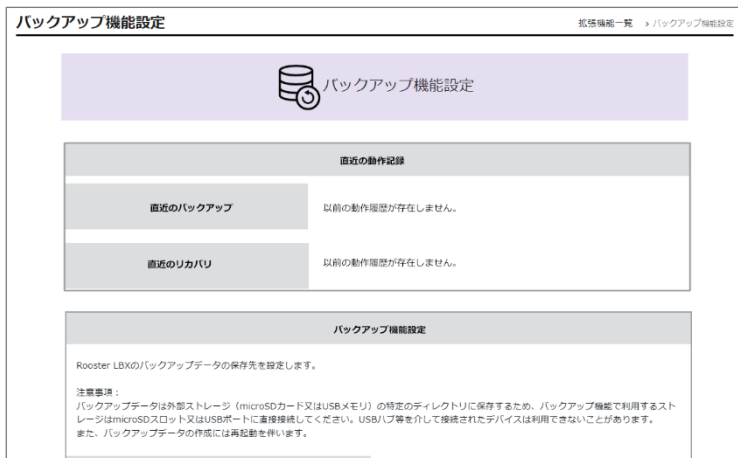 バックアップ機能設定
拡張機能一覧 > バックアップ機能設定
バックアップ機能設定
直近の動作記録
直近のバックアップ 以前の動作履歴が存在しません。
直近のリカバリ 以前の動作履歴が存在しません。
バックアップ機能設定
Rooster LBXのバックアップデータの保存先を設定します。
注意事項：
バックアップデータは外部ストレージ（microSDカード又はUSBメモリ）の特定のディレクトリに保存するため、バックアップ機能で利用するスト
レージはmicroSDスロット又はUSBポートに直接接続してください。USBハブ等を介して接続されたデバイスは利用できないことがあります。
また、バックアップデータの作成には再起動を伴います。